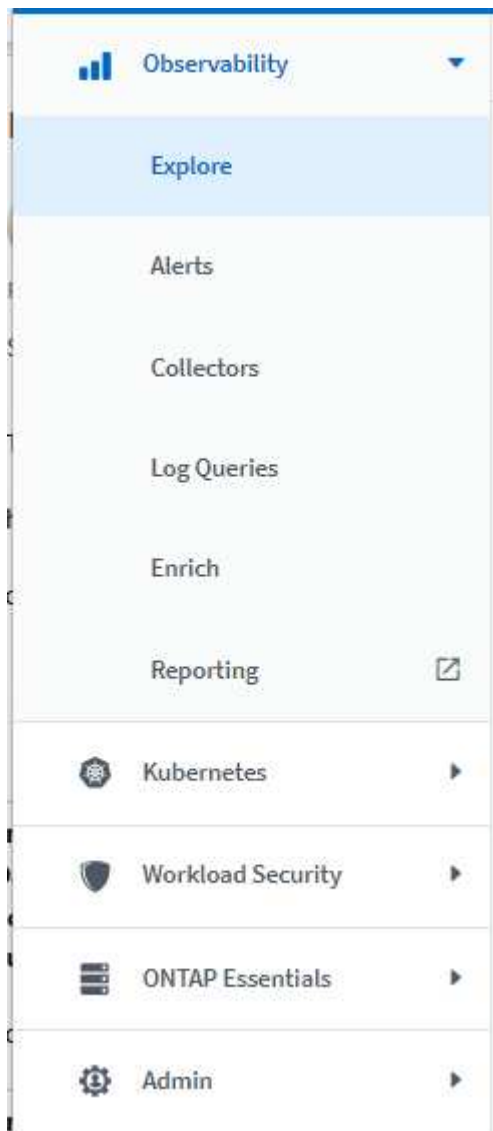 Observability
Explore
Alerts
Collectors
Log Queries
Enrich
Reporting
Kubernetes
Workload Security
ONTAP Essentials
Admin